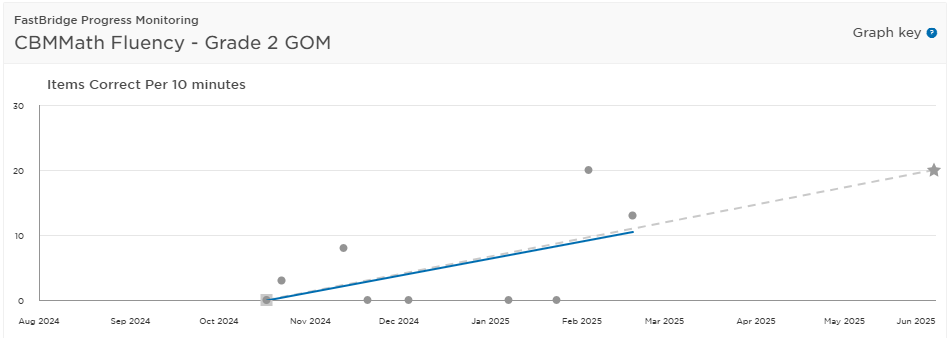 FastBridge Progress Monitoring
CBMMath Fluency - Grade 2 GOM
Graph key ?
Items Correct Per 10 minutes
30
20
10
0
Aug 2024 Sep 2024 Oct 2024 Nov 2024 Dec 2024 Jan 2025 Feb 2025 Mar 2025 Apr 2025 May 2025 Jun 2025